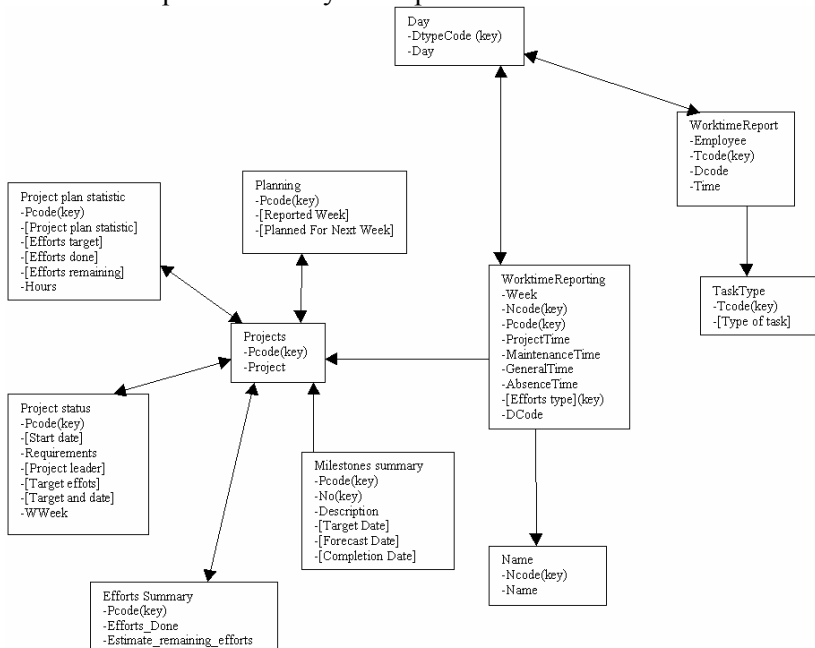 Day
-DtypeCode (key)
-Day
WorktimeReport
-Employee
-Tcode(key)
-Dcode
-Time
Project plan statistic
-Pcode(key)
-[Project plan statistic]
-[Efforts target]
-[Efforts done]
-[Efforts remaining]
-Hours
Planning
-Pcode(key)
-[Reported Week]
-[Planned For Next Week]
WorktimeReporting
-Week
-Ncode(key)
-Pcode(key)
-ProjectTime
-MaintenanceTime
-GeneralTime
-AbsenceTime
-[Efforts type](key)
-DCode
TaskType
-Tcode(key)
-[Type of task]
Projects
-Pcode(key)
-Project
Project status
-Pcode(key)
-[Start date]
-Requirements
-[Project leader]
-[Target effots]
-[Target and date]
-WWeek
Milestones summary
-Pcode(key)
-No(key)
-Description
-[Target Date]
-[Forecast Date]
-[Completion Date]
Name
-Ncode(key)
-Name
Efforts Summary
-Pcode(key)
-Efforts_Done
-Estimate_remaining_efforts